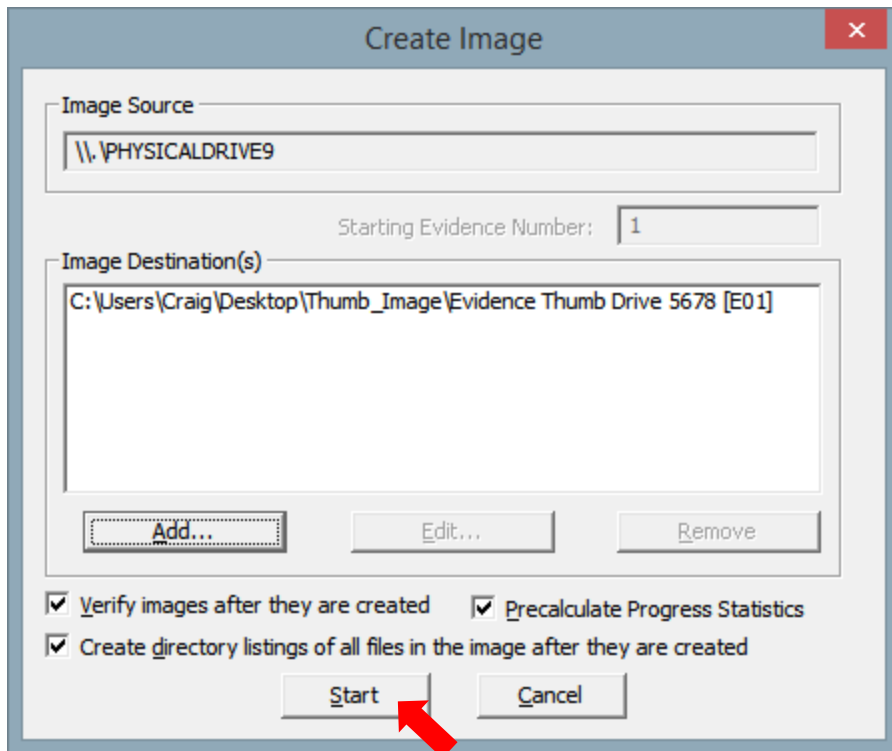 Create Image
Image Source
\\.\PHYSICALDRIVE9
Starting Evidence Number: 1
Image Destination(s)
C:\Users\Craig\Desktop\Thumb_Image\Evidence Thumb Drive 5678 [E01]
Add... Edit... Remove
Verify images after they are created Precalculate Progress Statistics
Create directory listings of all files in the image after they are created
Start Cancel